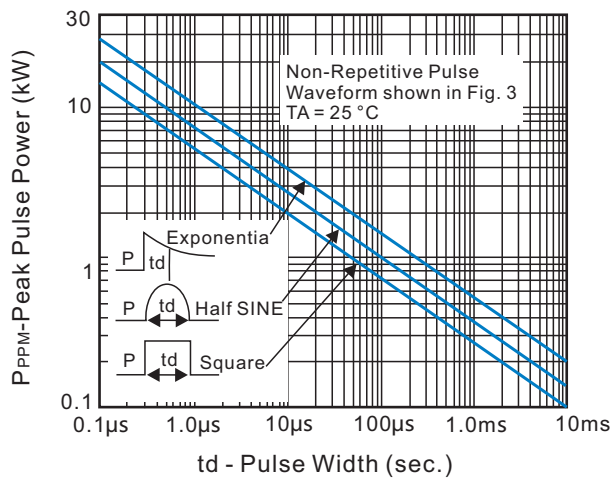 PPPM-Peak Pulse Power (kW)
30
10
1
0.1
Non-Repetitive Pulse
Waveform shown in Fig. 3
TA = 25 °C
P
td
Exponentia
P
td
Half SINE
P
td
Square
0.1µs
1.0µs
10µs
100µs
1.0ms
10ms
td - Pulse Width (sec.)